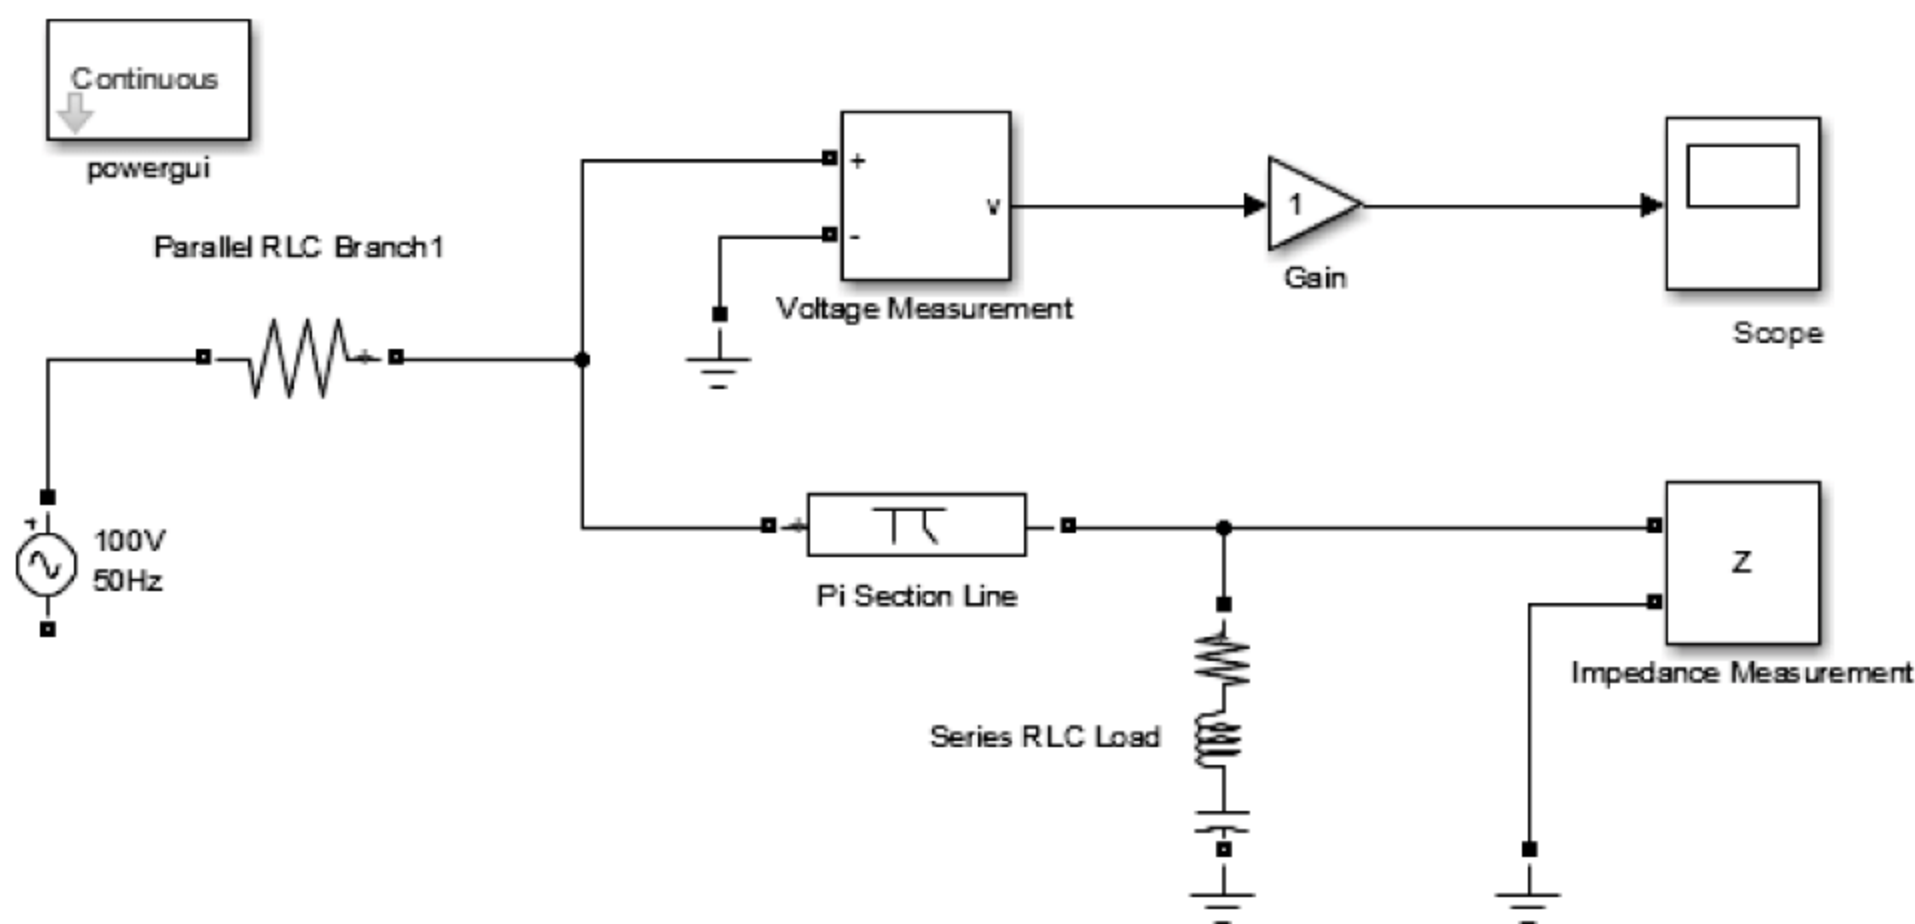 Continuous
powergui
Parallel RLC Branch1
+
v
-
1
Gain
Voltage Measurement
Scope
+
+
100V
50Hz
+
Pi Section Line
Z
Impedance Measurement
Series RLC Load